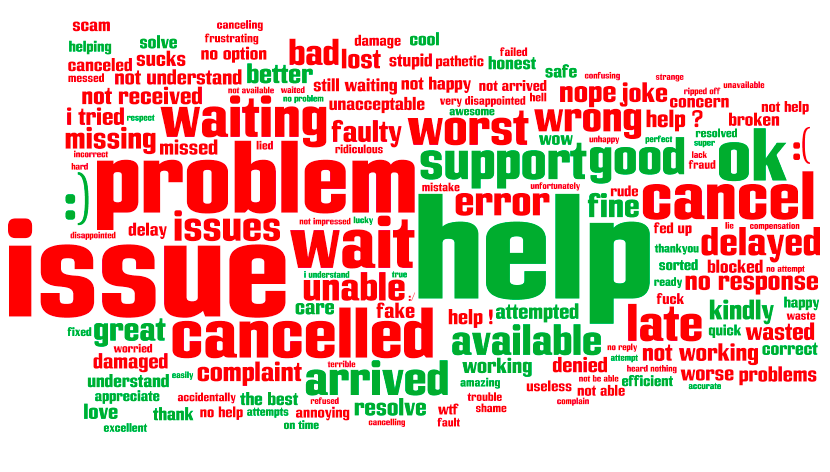 scam
canceling
helping
solve
frustrating
damage
cool
canceled
sucks
no option
bad
lost
stupid
pathetic
failed
honest
messed
not understand
better
still waiting
not happy
not arrived
safe
confusing
strange
not received
not available
waited
no problem
unacceptable
very disappointed
hell
nope
joke
ripped off
unavailable
concern
not help
i tried
respect
waiting
faulty
awesome
worst
wrong
help ?
broken
missing
missed
lied
ridiculous
wow
unhappy
perfect
resolved
super
incorrect
hard
problem
support
good
lack
fraud
ok
:(
:)
mistake
unfortunately
rude
error
fine
cancel
disappointed
delay
issues
not impressed
lucky
wait
help
fed up
lie
compensation
thankyou
delayed
issue
i understand
true
unable
:/
sorted
blocked
no attempt
ready
no response
care
fake
help !
attempted
fuck
kindly
happy
waste
fixed
great
cancelled
available
late
quick
wasted
worried
damaged
complaint
terrible
arrived
working
denied
no reply
attempt
not working
correct
understand
easily
amazing
useless
not be able
not able
heard nothing
efficient
worse
problems
accurate
appreciate
accidentally
the best
refused
resolve
trouble
shame
complain
love
thank
no help
attempts
annoying
wtf
excellent
on time
cancelling
fault